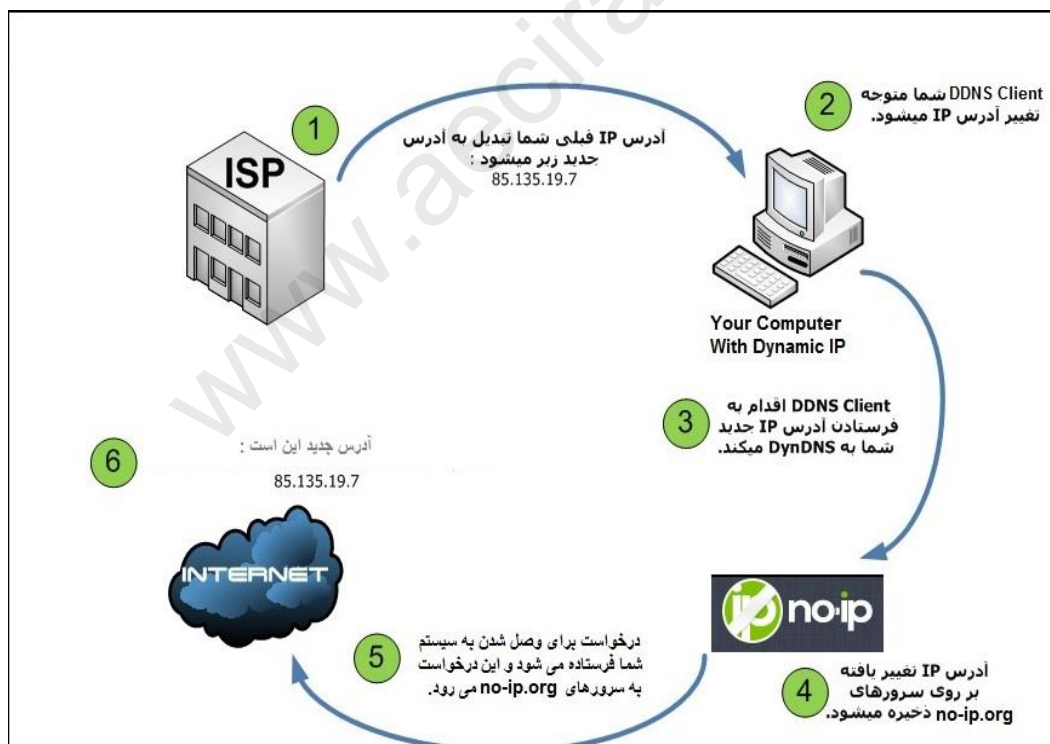 www.aecira
1
ISP
آدرس IP قبلی شما تبدیل به آدرس
جدید زیر میشود :
85.135.19.7
2
DDNS Client شما متوجه
تغییر آدرس IP میشود.
Your Computer
With Dynamic IP
3
DDNS Client اقدام به
فرستادن آدرس IP جدید
شما به DynDNS میکند.
ip no-ip
4
آدرس IP تغییر یافته
بر روی سرورهای
no-ip.org ذخیره میشود.
5
درخواست برای وصل شدن به سیستم
شما فرستاده می شود و این درخواست
به سرورهای no-ip.org می رود.
6
آدرس جدید این است :
85.135.19.7
INTERNET